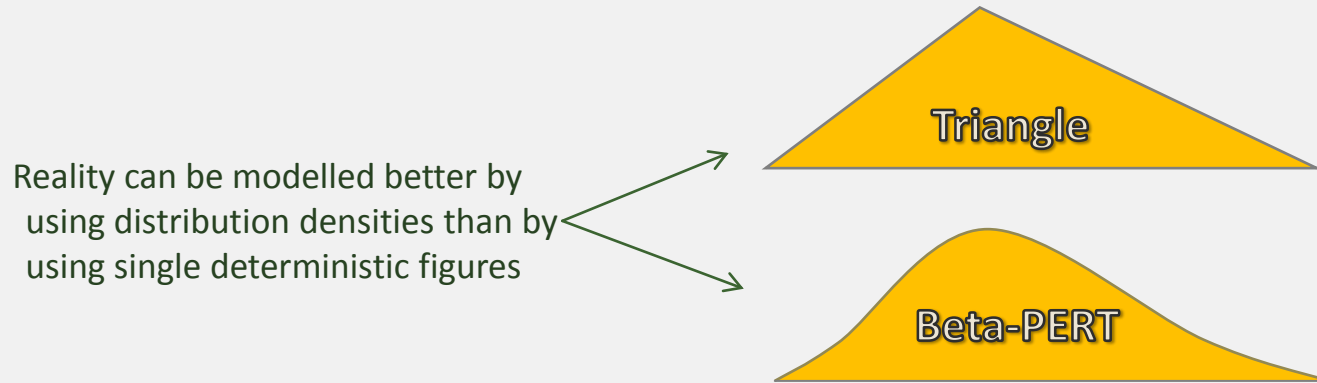 Reality can be modelled better by
using distribution densities than by
using single deterministic figures
Triangle
Beta-PERT